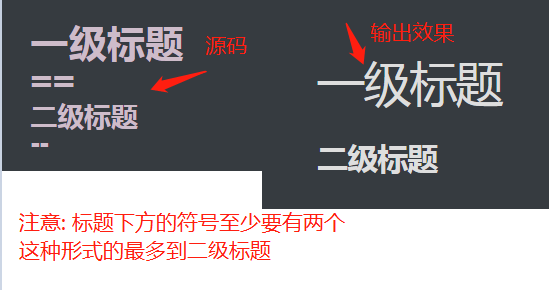 一级标题
==
二级标题
--
源码
输出效果
一级标题
二级标题
注意: 标题下方的符号至少要有两个
这种形式的最多到二级标题